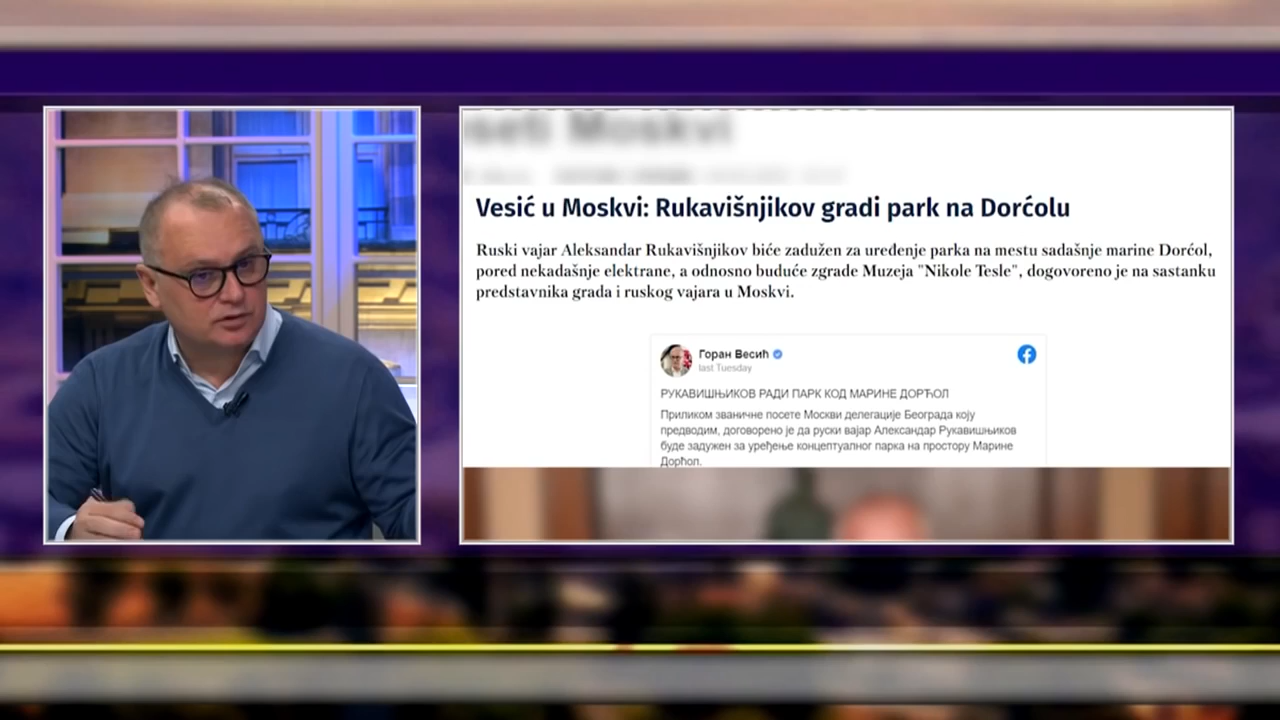 Vesić u Moskvi: Rukavišnjikov gradi park na Dorćolu
Ruski vajar Aleksandar Rukavišnjikov biće zadužen za uređenje parka na mestu sadašnje marine Dorćol,
pored nekadašnje elektrane, a odnosno buduće zgrade Muzeja "Nikole Tesle", dogovoreno je na sastanku
predstavnika grada i ruskog vajara u Moskvi.
Горан Весић
last Tuesday
РУКАВИШЊИКОВ РАДИ ПАРК КОД МАРИНЕ ДОРЋОЛ
Приликом званичне посете Москви делегације Београда коју
предводим, договорено је да руски вајар Александар Рукавишњиков
буде задужен за уређење концептуалног парка на простору Марине
Дорћол.